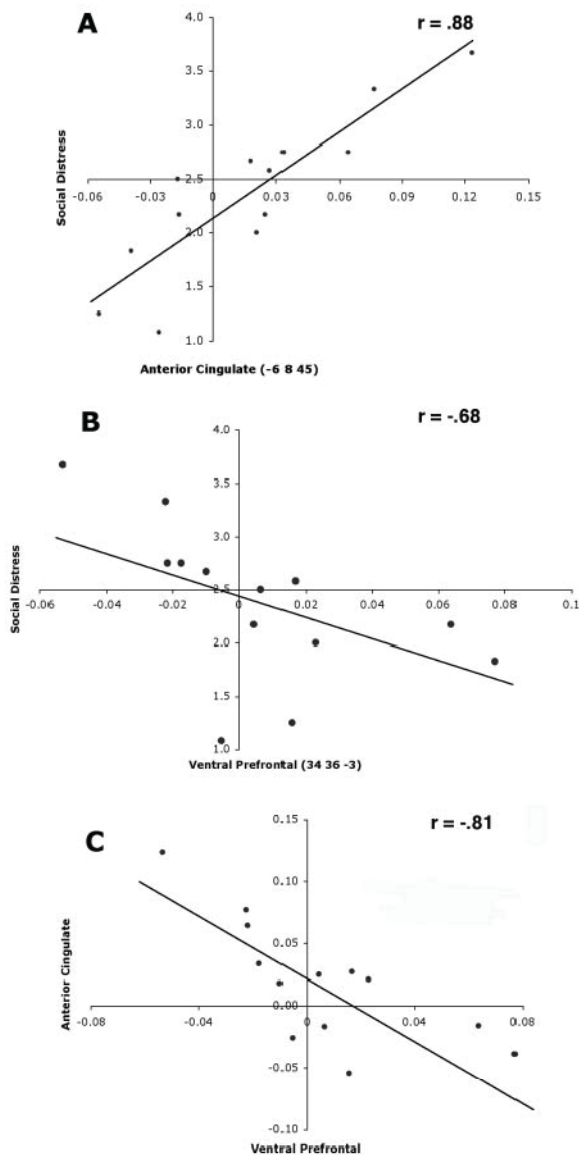 A
r = .88
4.0
3.5
3.0
2.5
-0.06 -0.03 0 0.03 0.06 0.09 0.12 0.15
2.0
1.5
1.0
Social Distress
Anterior Cingulate (-6 8 45)
B
r = -.68
4.0
3.5
3.0
2.5
-0.06 -0.04 -0.02 0 0.02 0.04 0.06 0.08 0.1
2.0
1.5
1.0
Social Distress
Ventral Prefrontal (34 36 -3)
C
r = -.81
0.15
0.10
0.05
0.00
-0.08 -0.04 0 0.04 0.08
-0.05
-0.10
Anterior Cingulate
Ventral Prefrontal